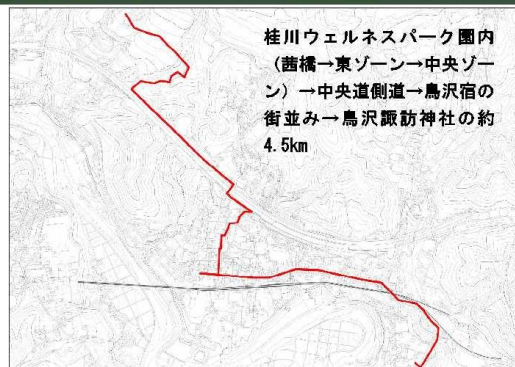 桂川ウェルネスパーク園内
（茜橋→東ゾーン→中央ゾー
ン）→中央道側道→鳥沢宿の
街並み→鳥沢諏訪神社の約
4.5km